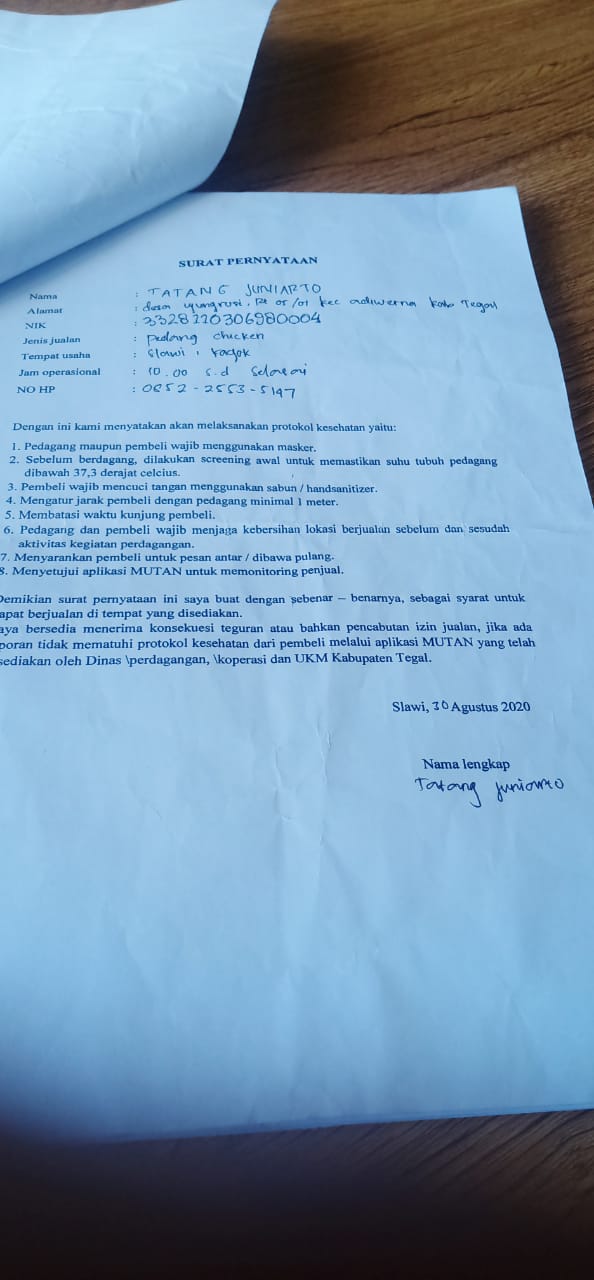 SURAT PERNYATAAN
Nama : TATANG JUNIARTO
Alamat : desa, Rt 05/01 kec adiwerna Kab Tegal
NIK : 3328110306980004
Jenis jualan : pedang chicken
Tempat usaha : Slawi,
Jam operasional : 10.00 s.d selesai
NO HP : 0852-2553-5147
Dengan ini kami menyatakan akan melaksanakan protokol kesehatan yaitu:
1. Pedagang maupun pembeli wajib menggunakan masker.
2. Sebelum berdagang, dilakukan screening awal untuk memastikan suhu tubuh pedagang
dibawah 37,3 derajat celcius.
3. Pembeli wajib mencuci tangan menggunakan sabun / handsanitizer.
4. Mengatur jarak pembeli dengan pedagang minimal 1 meter.
5. Membatasi waktu kunjung pembeli.
6. Pedagang dan pembeli wajib menjaga kebersihan lokasi berjualan sebelum dan sesudah
aktivitas kegiatan perdagangan.
7. Menyarankan pembeli untuk pesan antar / dibawa pulang.
8. Menyetujui aplikasi MUTAN untuk memonitoring penjual.
Demikian surat pernyataan ini saya buat dengan sebenar – benarnya, sebagai syarat untuk
apat berjualan di tempat yang disediakan.
aya bersedia menerima konsekuesi teguran atau bahkan pencabutan izin jualan, jika ada
poran tidak mematuhi protokol kesehatan dari pembeli melalui aplikasi MUTAN yang telah
sediakan oleh Dinas \perdagangan, \koperasi dan UKM Kabupaten Tegal.
Slawi, 30 Agustus 2020
Nama lengkap
Tatang Juniarto